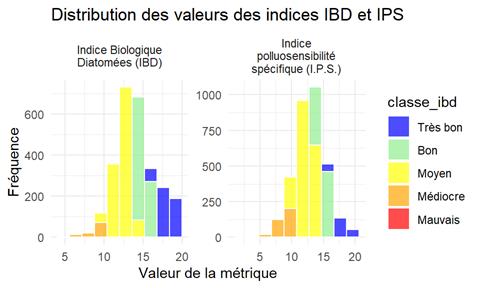 Distribution des valeurs des indices IBD et IPS
Indice Biologique
Diatomées (IBD)
Indice
polluosensibilité
spécifique (I.P.S.)
Fréquence
600
400
200
0
5
10
15
20
1000
750
500
250
0
5
10
15
20
Valeur de la métrique
classe_ibd
Très bon
Bon
Moyen
Médiocre
Mauvais